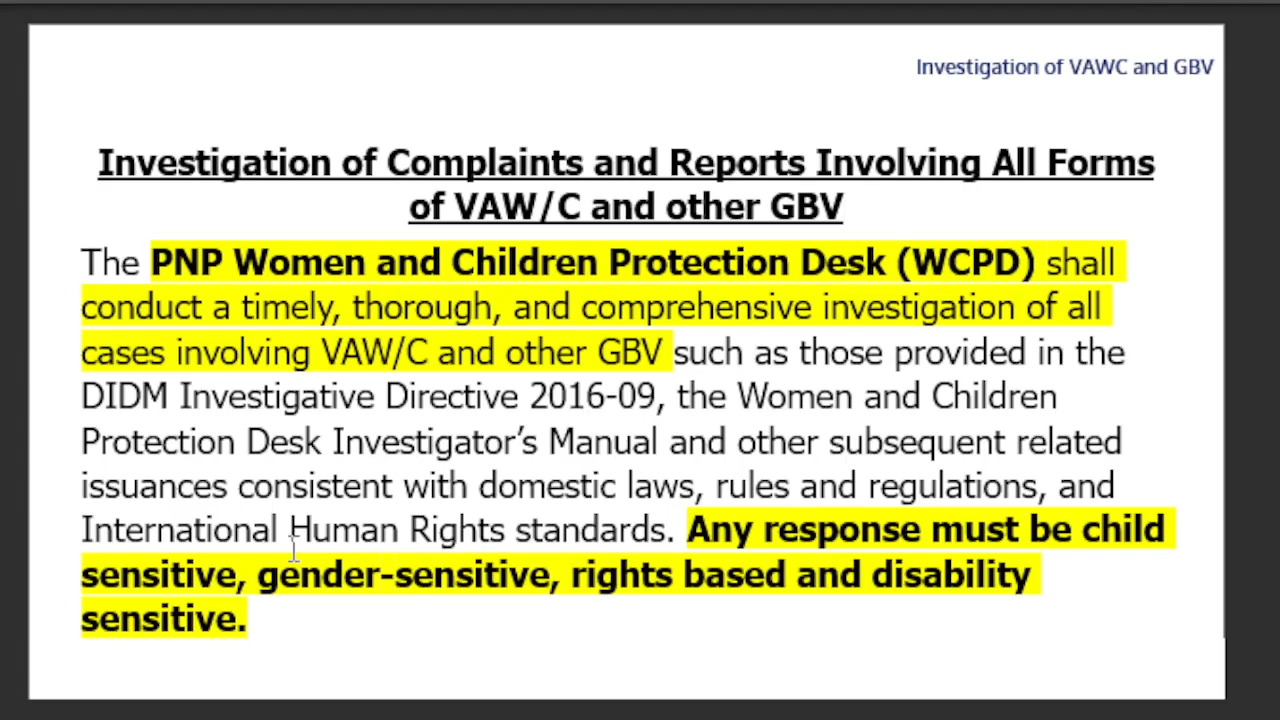 Investigation of VAWC and GBV
Investigation of Complaints and Reports Involving All Forms
of VAW/C and other GBV
The PNP Women and Children Protection Desk (WCPD) shall
conduct a timely, thorough, and comprehensive investigation of all
cases involving VAW/C and other GBV such as those provided in the
DIDM Investigative Directive 2016-09, the Women and Children
Protection Desk Investigator’s Manual and other subsequent related
issuances consistent with domestic laws, rules and regulations, and
International Human Rights standards. Any response must be child
sensitive, gender-sensitive, rights based and disability
sensitive.